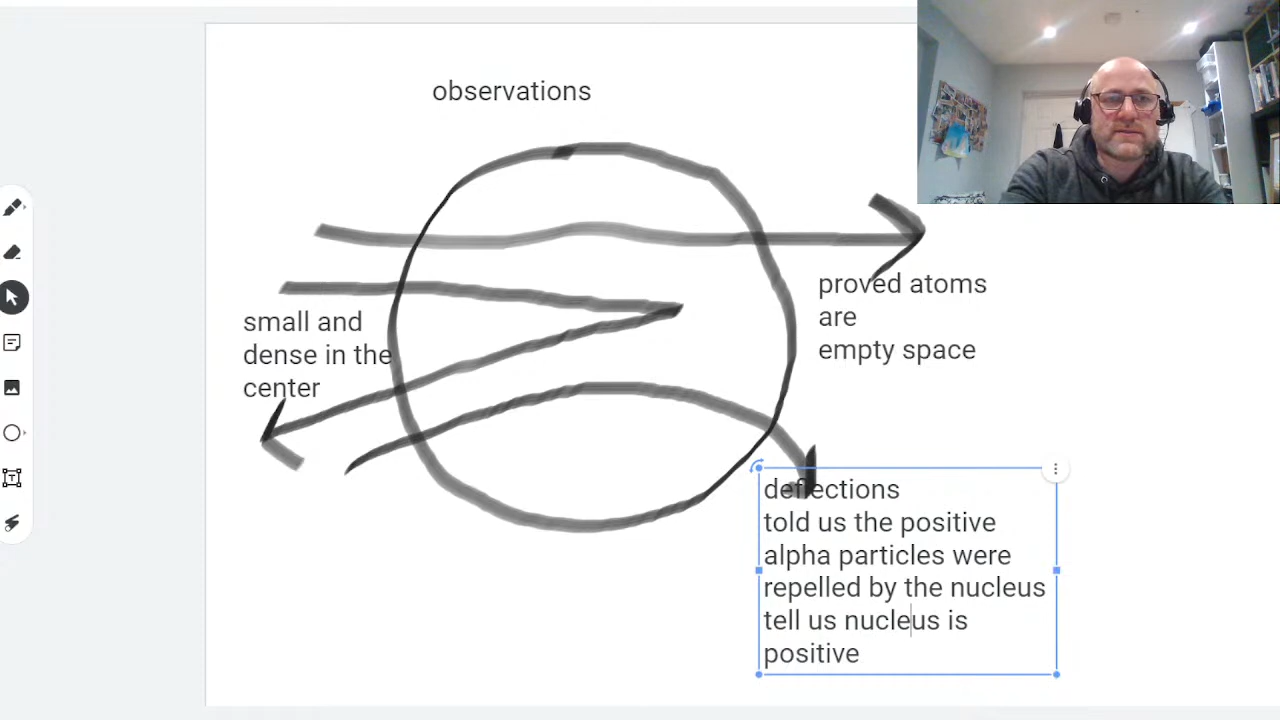 observations
proved atoms
are
empty space
small and
dense in the
center
deflections
told us the positive
alpha particles were
repelled by the nucleus
tell us nucleus is
positive